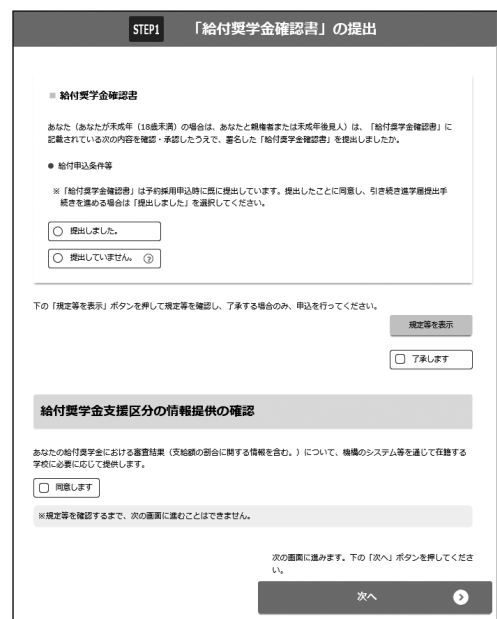 STEP1 「給付奨学金確認書」の提出
■ 給付奨学金確認書
あなた（あなたが未成年（18歳未満）の場合は、あなたと親権者または未成年後見人）は、「給付奨学金確認書」に
記載されている次の内容を確認・承認したうえで、署名した「給付奨学金確認書」を提出しましたか。
● 給付申込条件等
※「給付奨学金確認書」は予約採用申込時に既に提出しています。提出したことに同意し、引き続き進学届提出手
続きを進める場合は「提出しました」を選択してください。
提出しました。
提出していません。 ?
下の「規定等を表示」ボタンを押して規定等を確認し、了承する場合のみ、申込を行ってください。
規定等を表示
了承します
給付奨学金支援区分の情報提供の確認
あなたの給付奨学金における審査結果（支給額の割合に関する情報を含む。）について、機構のシステム等を通じて在籍する
学校に必要に応じて提供します。
同意します
※規定等を確認するまで、次の画面に進むことはできません。
次の画面に進みます。下の「次へ」ボタンを押してくださ
い。
次へ